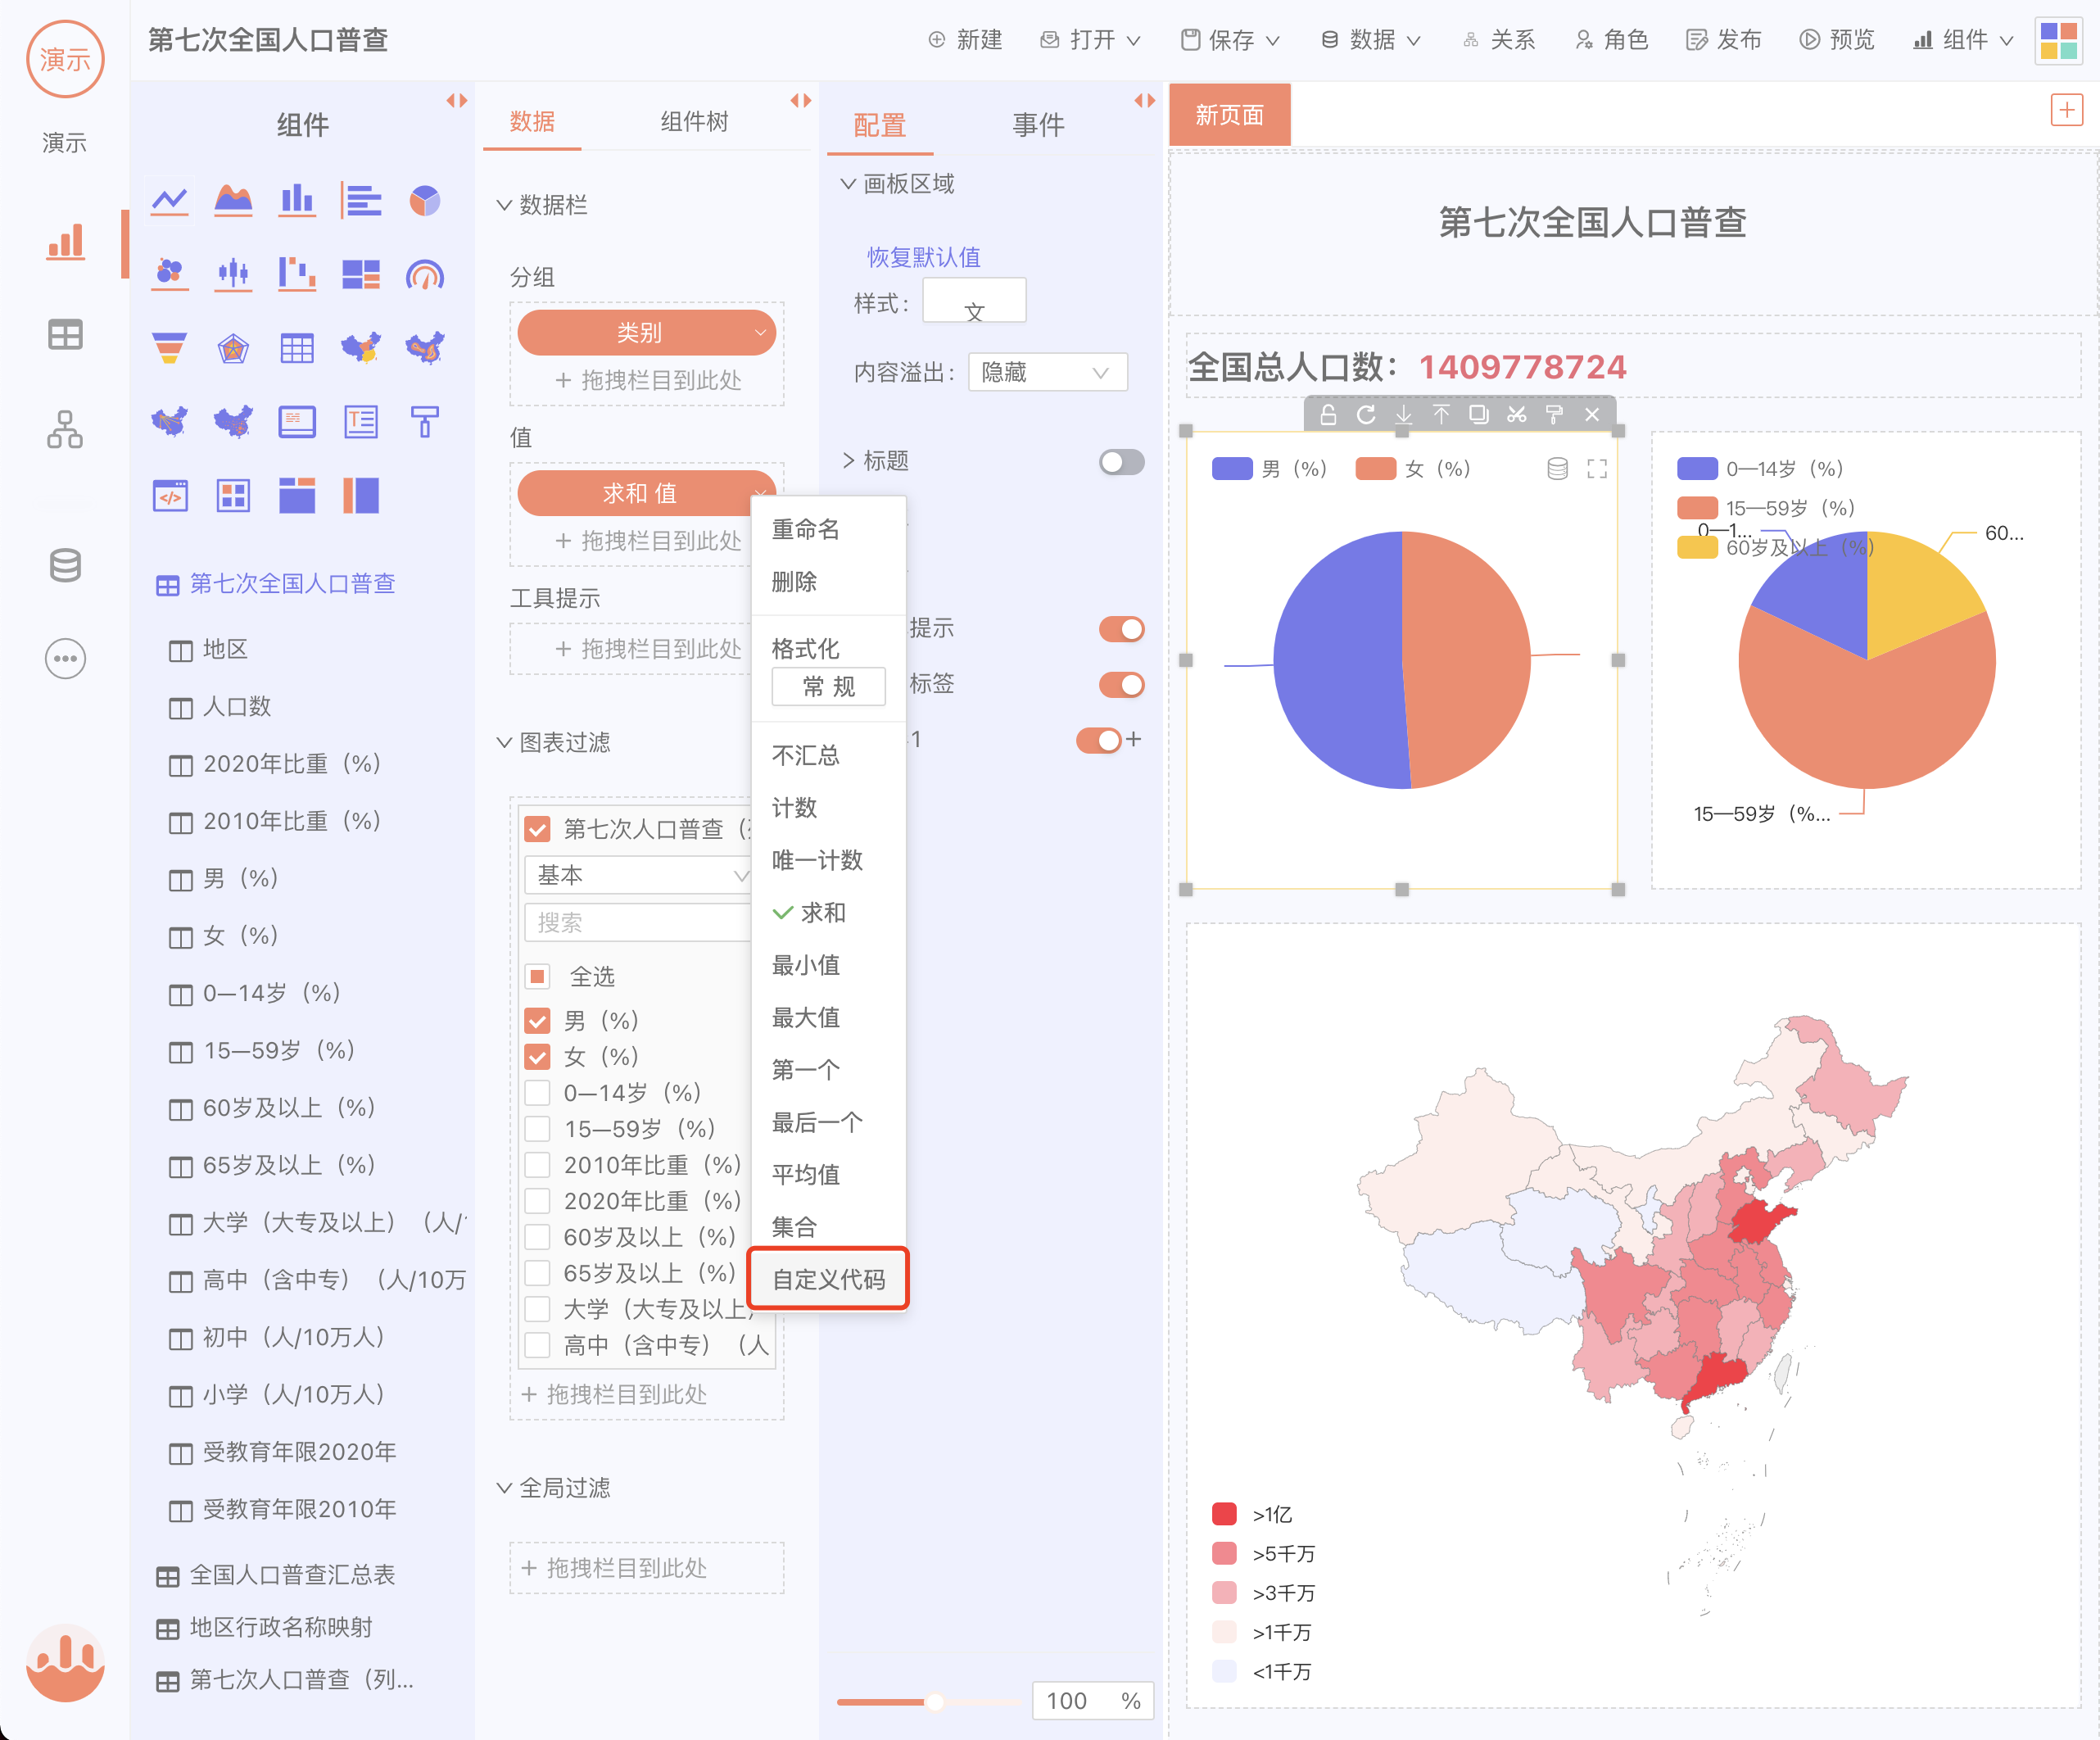 演示
演示
第七次全国人口普查
新建
打开
保存
数据
关系
角色
发布
预览
组件
组件
第七次全国人口普查
地区
人口数
2020年比重（%）
2010年比重（%）
男（%）
女（%）
0—14岁（%）
15—59岁（%）
60岁及以上（%）
65岁及以上（%）
大学（大专及以上）（人/
高中（含中专）（人/10万
初中（人/10万人）
小学（人/10万人）
受教育年限2020年
受教育年限2010年
全国人口普查汇总表
地区行政名称映射
第七次人口普查（列...
数据
组件树
数据栏
分组
类别
+ 拖拽栏目到此处
值
求和 值
+ 拖拽栏目到此处
工具提示
+ 拖拽栏目到此处
图表过滤
第七次人口普查（
基本
搜索
全选
男（%）
女（%）
0—14岁（%）
15—59岁（%）
2010年比重（%）
2020年比重（%）
60岁及以上（%）
65岁及以上（%）
大学（大专及以上
高中（含中专）（人
+ 拖拽栏目到此处
全局过滤
+ 拖拽栏目到此处
重命名
删除
格式化
常 规
不汇总
计数
唯一计数
求和
最小值
最大值
第一个
最后一个
平均值
集合
自定义代码
配置
事件
画板区域
恢复默认值
样式：
文
内容溢出：
隐藏
标题
提示
标签
1
100 %
新页面
第七次全国人口普查
全国总人口数：1409778724
男（%）
女（%）
0—14岁（%）
15—59岁（%）
60岁及以上（%）
0—1...
60...
15—59岁（%...
>1亿
>5千万
>3千万
>1千万
<1千万